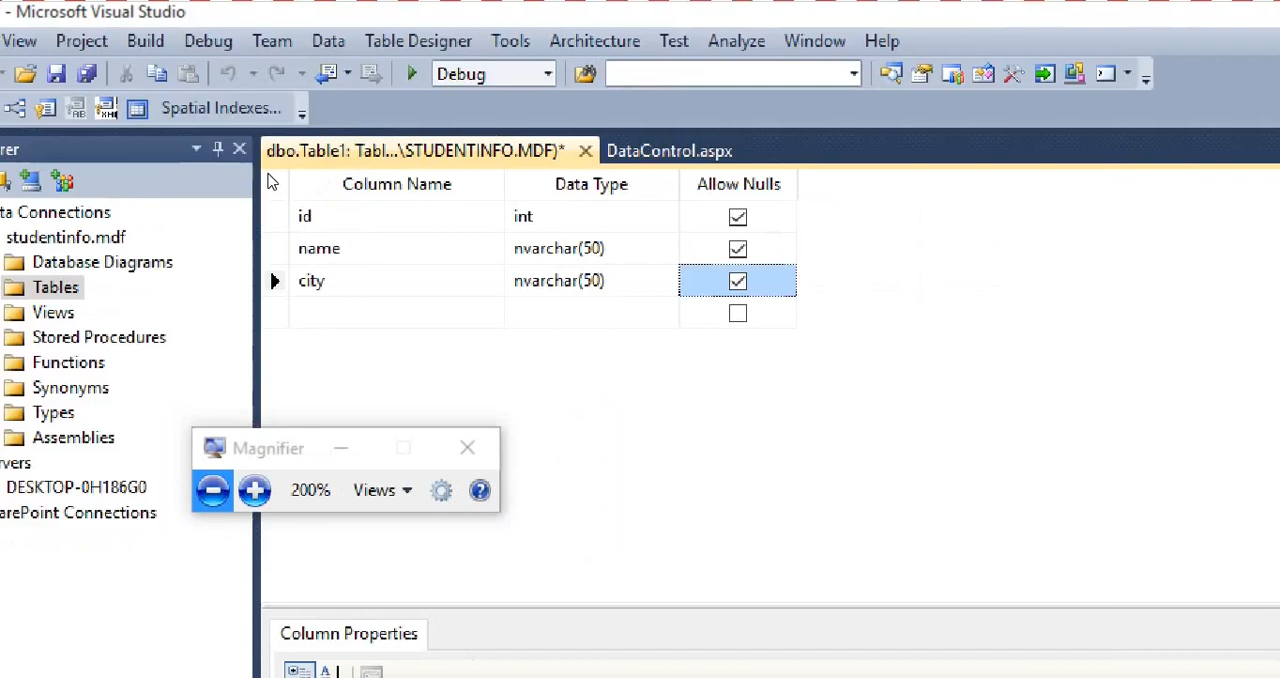 - Microsoft Visual Studio
View Project Build Debug Team Data Table Designer Tools Architecture Test Analyze Window Help
Debug
Spatial Indexes...
rer
dbo.Table1: Tabl...\STUDENTINFO.MDF)* DataControl.aspx
Column Name Data Type Allow Nulls
id int
name nvarchar(50)
city nvarchar(50)
ta Connections
studentinfo.mdf
Database Diagrams
Tables
Views
Stored Procedures
Functions
Synonyms
Types
Assemblies
rvers
DESKTOP-0H186G0
arePoint Connections
Magnifier
200% Views
Column Properties